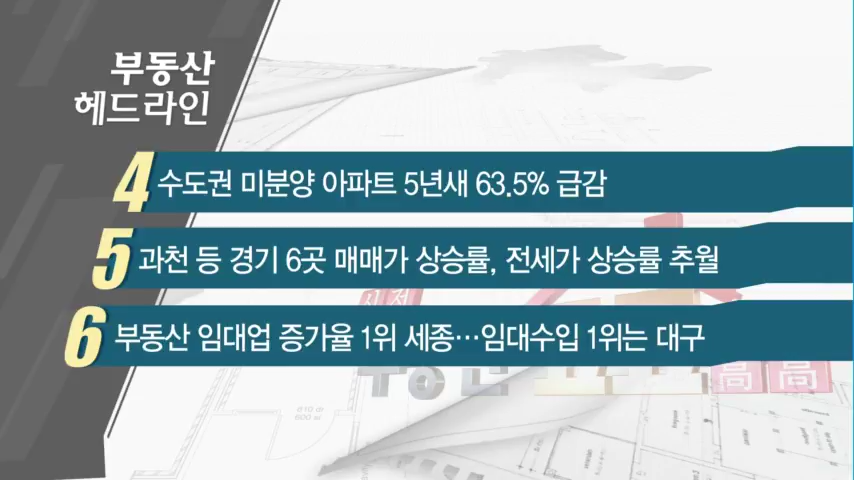 부동산
헤드라인
4 수도권 미분양 아파트 5년새 63.5% 급감
5 과천 등 경기 6곳 매매가 상승률, 전세가 상승률 추월
6 부동산 임대업 증가율 1위 세종…임대수입 1위는 대구
高高